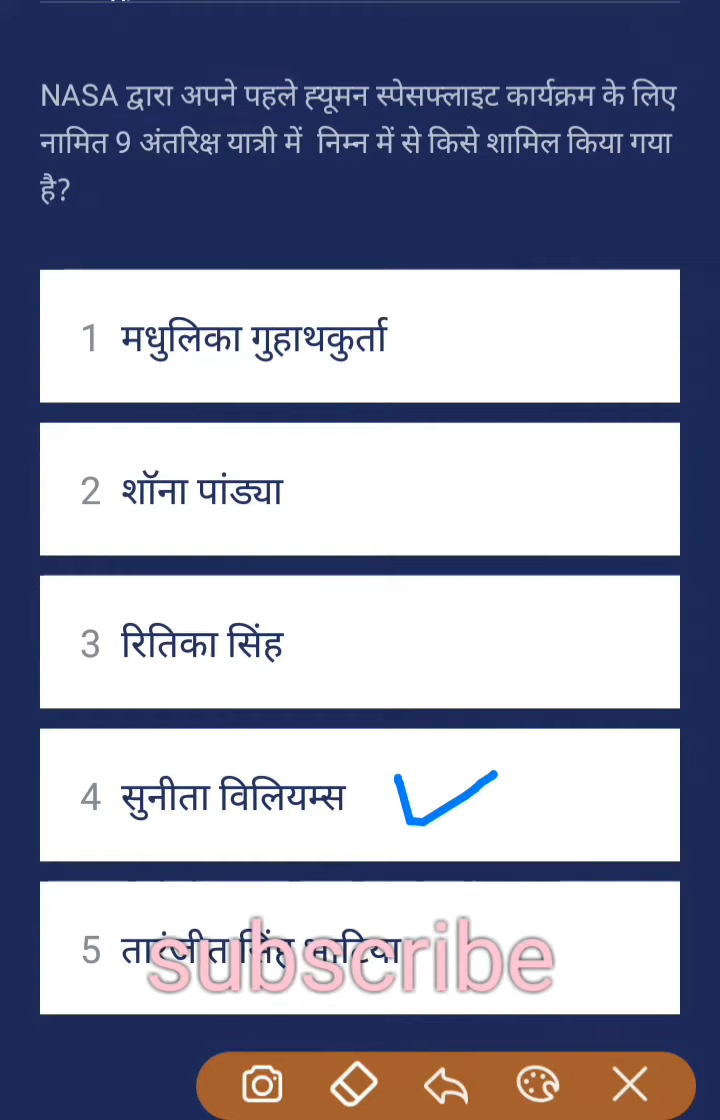 NASA द्वारा अपने पहले ह्यूमन स्पेसफ्लाइट कार्यक्रम के लिए
नामित 9 अंतरिक्ष यात्री में निम्न में से किसे शामिल किया गया
है?
1 मधुलिका गुहाथकुर्ता
2 शॉना पांड्या
3 रितिका सिंह
4 सुनीता विलियम्स
5 सिंह भाटिया
subscribe